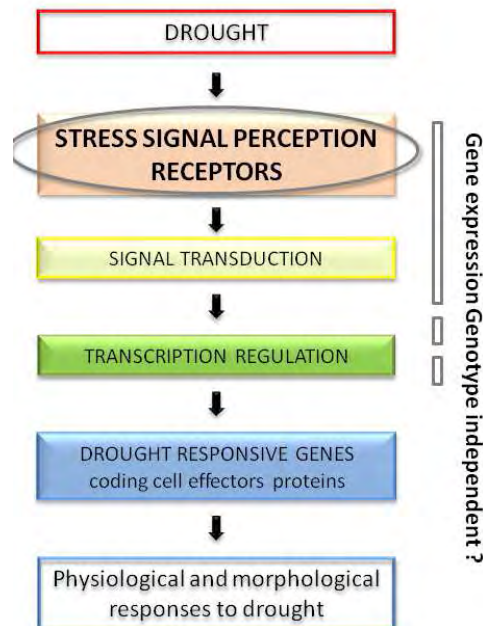 DROUGHT
STRESS SIGNAL PERCEPTION
RECEPTORS
SIGNAL TRANSDUCTION
TRANSCRIPTION REGULATION
DROUGHT RESPONSIVE GENES
coding cell effectors proteins
Physiological and morphological
responses to drought
Gene expression Genotype independent ?